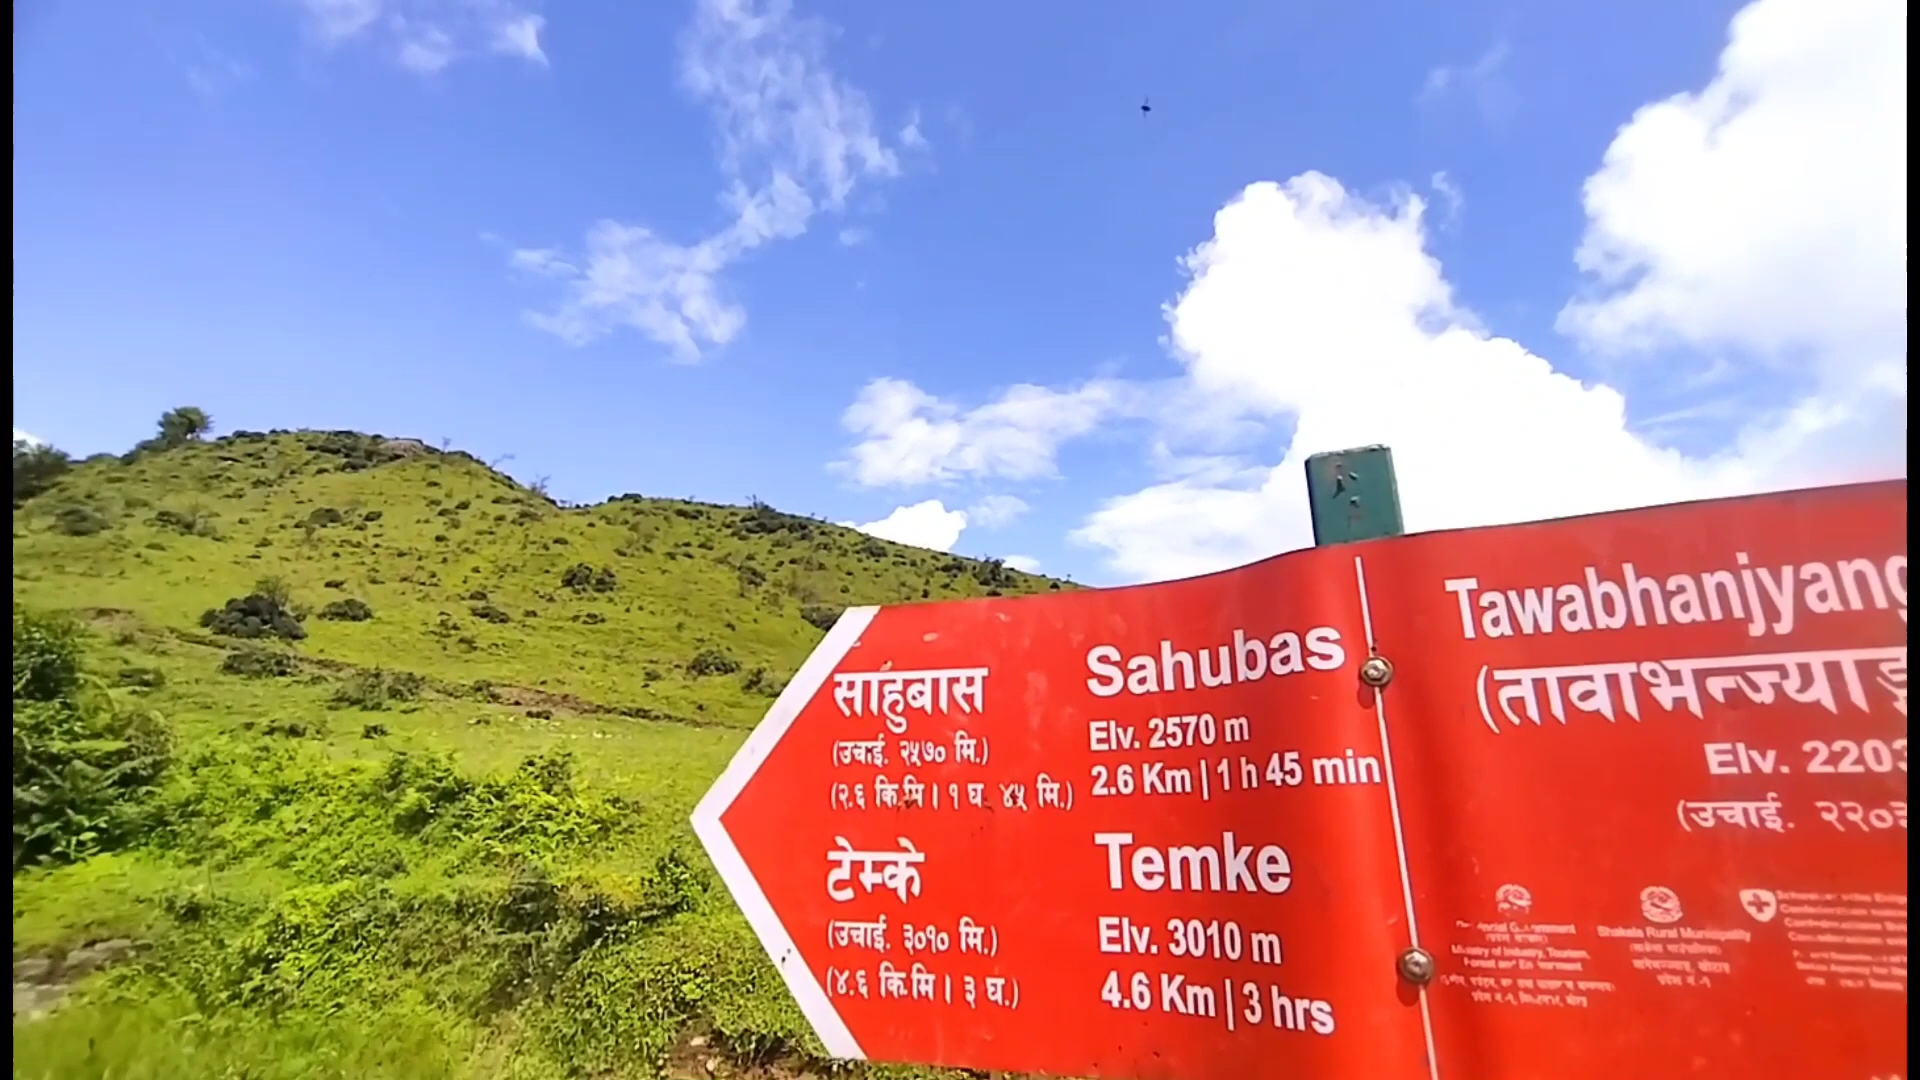 साहुबास
(उचाई. २५७० मि.)
(२.६ कि.मि । १ घ. ४५ मि.)
Sahubas
Elv. 2570 m
2.6 Km | 1 h 45 min
टेम्के
(उचाई. ३०१० मि.)
(४.६ कि.मि । ३ घ.)
Temke
Elv. 3010 m
4.6 Km | 3 hrs
Tawabhanjyang
(तावाभन्ज्याङ
Elv. 2203
(उचाई. २२०३
Ministry of Industry, Tourism,
Forest and Environment
Rural Municipality